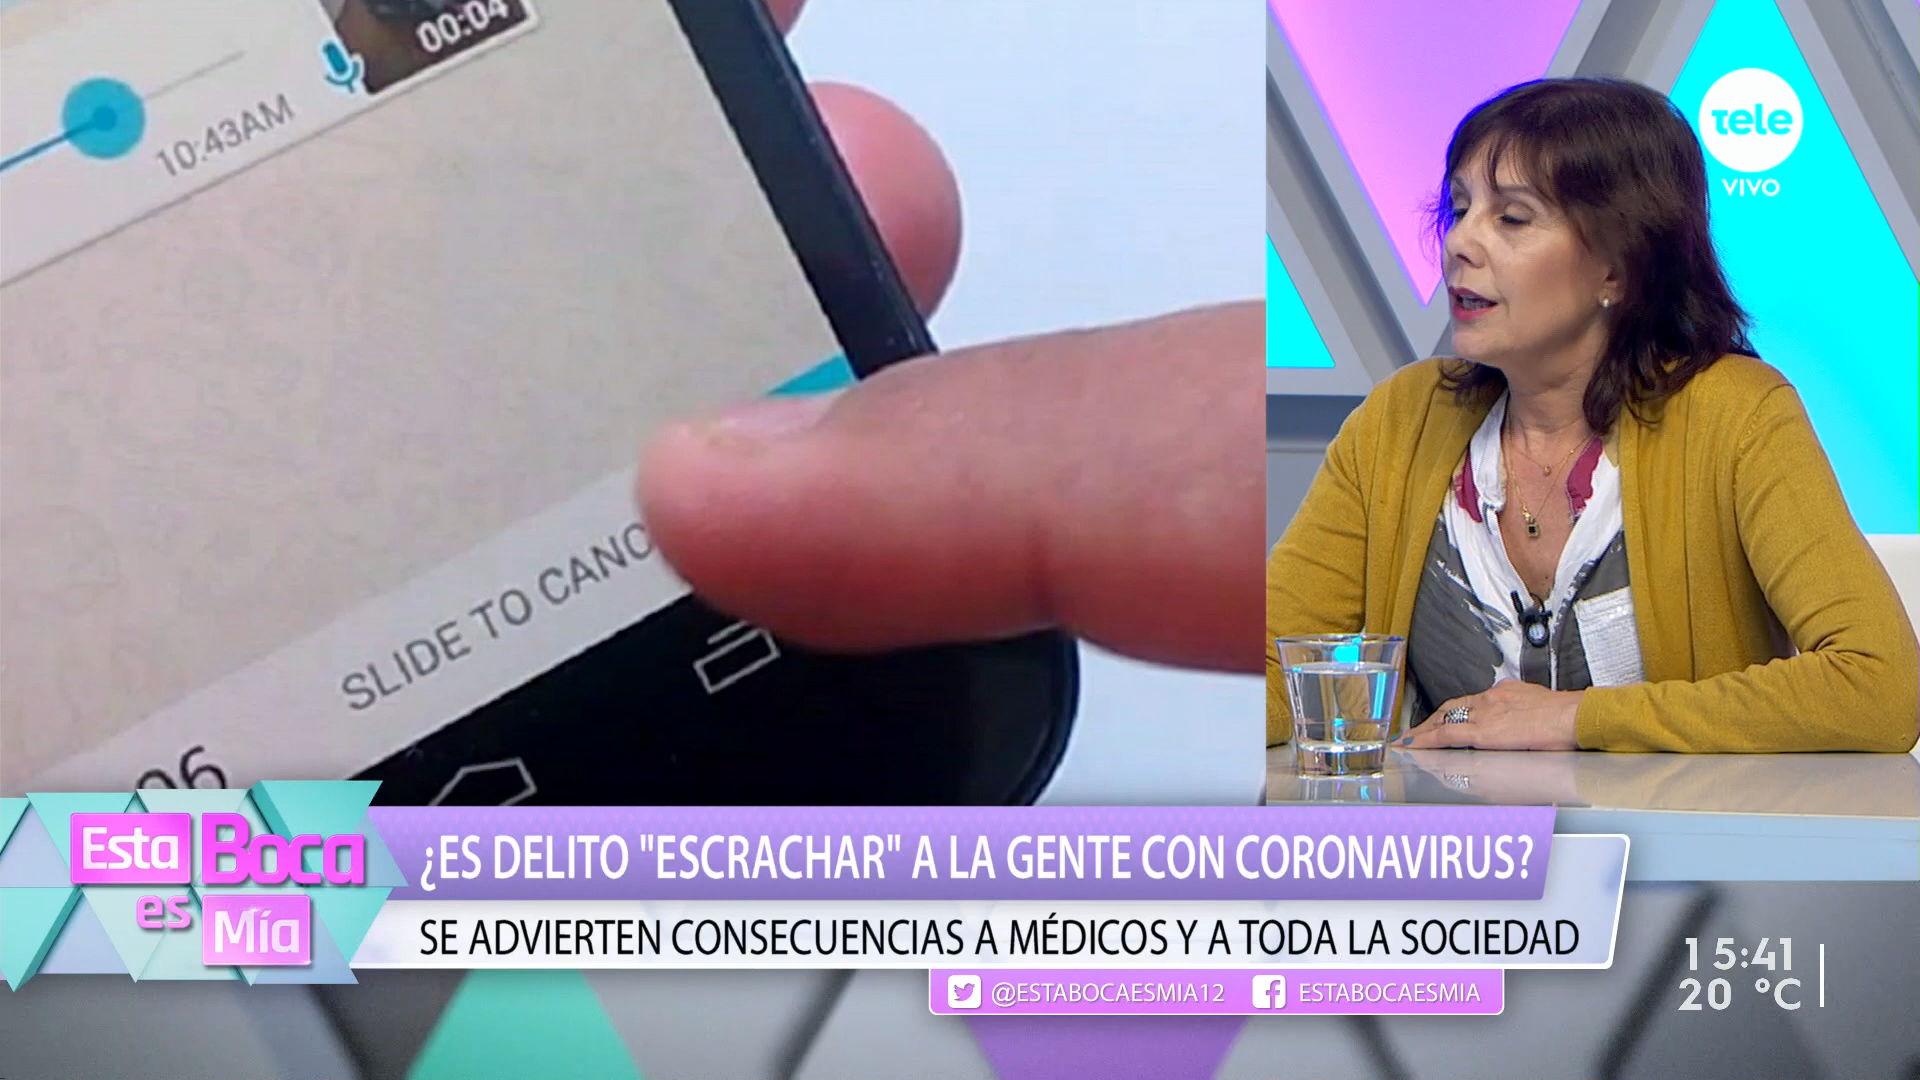 00:04
10:43AM
SLIDE TO CANC
06
Tele
VIVO
Esta Boca es Mía
¿ES DELITO "ESCRACHAR" A LA GENTE CON CORONAVIRUS?
SE ADVIERTEN CONSECUENCIAS A MÉDICOS Y A TODA LA SOCIEDAD
@ESTABOCAESMIA12 ESTABOCAESMIA
15:41
20 °C